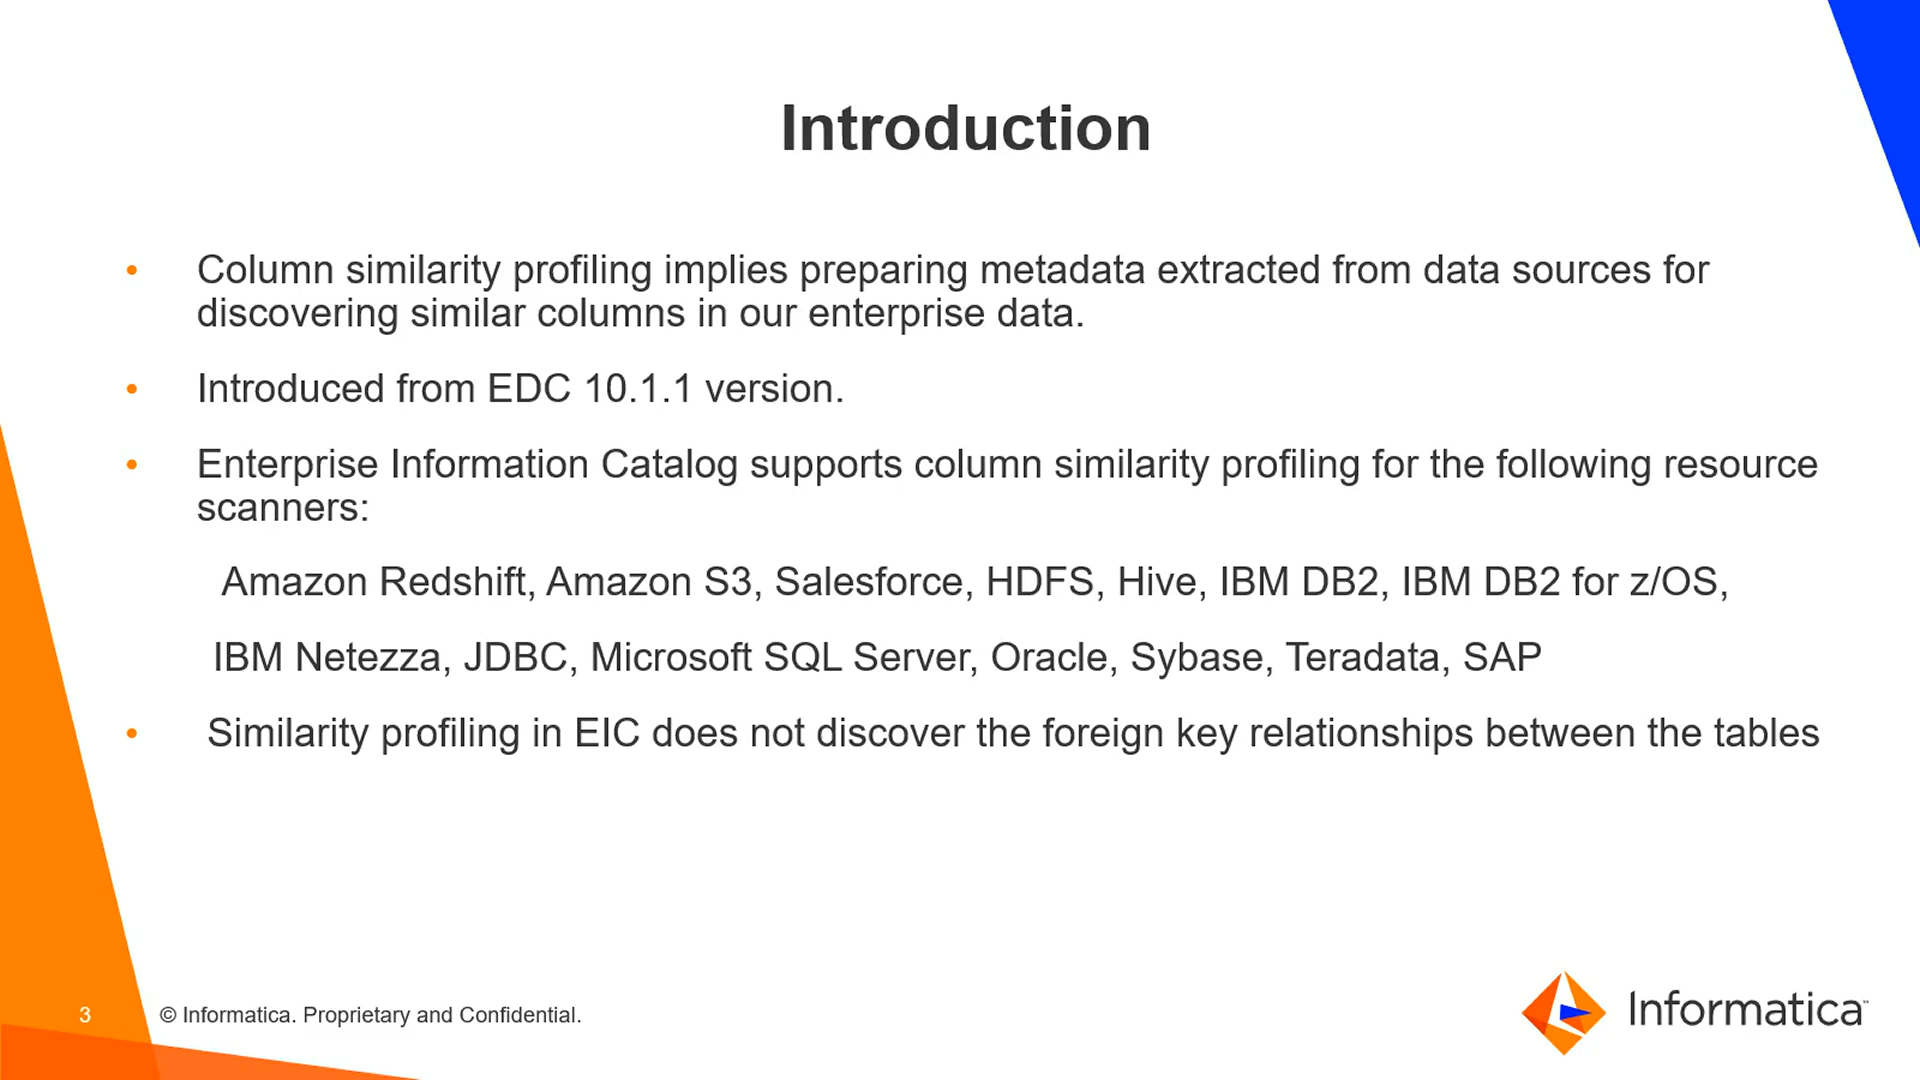 Introduction
• Column similarity profiling implies preparing metadata extracted from data sources for
discovering similar columns in our enterprise data.
• Introduced from EDC 10.1.1 version.
• Enterprise Information Catalog supports column similarity profiling for the following resource
scanners:
Amazon Redshift, Amazon S3, Salesforce, HDFS, Hive, IBM DB2, IBM DB2 for z/OS,
IBM Netezza, JDBC, Microsoft SQL Server, Oracle, Sybase, Teradata, SAP
• Similarity profiling in EIC does not discover the foreign key relationships between the tables
3
© Informatica. Proprietary and Confidential.
Informatica™